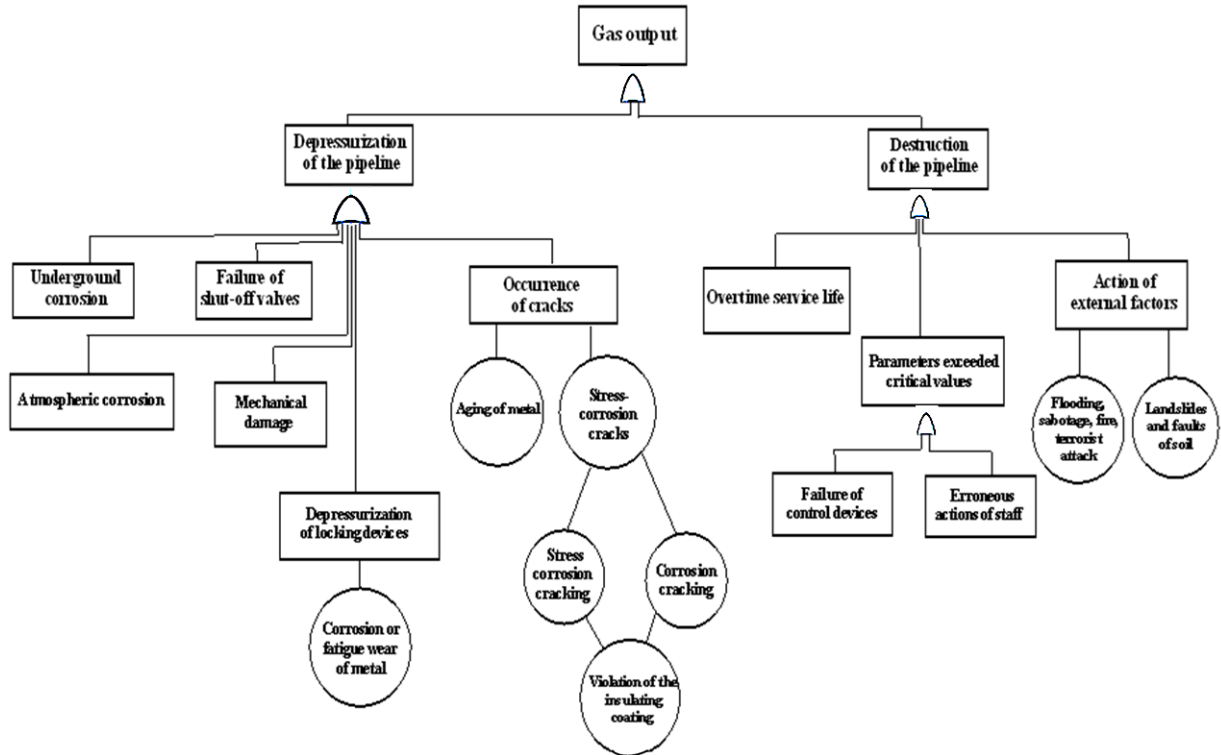 Gas output
Depressurization
of the pipeline
Destruction
of the pipeline
Underground
corrosion
Failure of
shut-off valves
Occurrence
of cracks
Overtime service life
Action of
external factors
Atmospheric corrosion
Mechanical
damage
Aging of metal
Stress-
corrosion
cracks
Parameters exceeded
critical values
Flooding,
sabotage, fire,
terrorist
attack
Landslides
and faults
of soil
Depressurization
of locking devices
Failure of
control devices
Erroneous
actions of staff
Stress
corrosion
cracking
Corrosion
cracking
Corrosion or
fatigue wear
of metal
Violation of the
insulating
coating